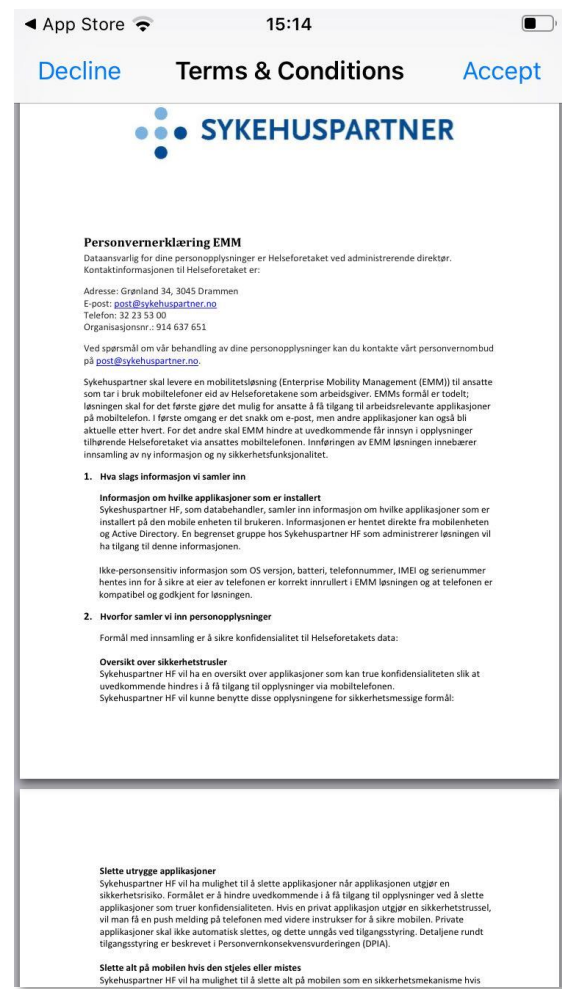 ◀ App Store 15:14
Decline Terms & Conditions Accept
SYKEHUSPARTNER
Personvernerklæring EMM
Dataansvarlig for dine personopplysninger er Helseforetaket ved administrerende direktør.
Kontaktinformasjonen til Helseforetaket er:
Adresse: Grønland 34, 3045 Drammen
E-post: post@sykehuspartner.no
Telefon: 32 23 53 00
Organisasjonsnr.: 914 637 651
Ved spørsmål om vår behandling av dine personopplysninger kan du kontakte vårt personvernombud
på post@sykehuspartner.no.
Sykehuspartner skal levere en mobilitetsløsning (Enterprise Mobility Management (EMM)) til ansatte
som tar i bruk mobiltelefoner eid av Helseforetakene som arbeidsgiver. EMMs formål er todelt;
løsningen skal for det første gjøre det mulig for ansatte å få tilgang til arbeidsrelevante applikasjoner
på mobiltelefon. I første omgang er det snakk om e-post, men andre applikasjoner kan også bli
aktuelle etter hvert. For det andre skal EMM hindre at uvedkommende får innsyn i opplysninger
tilhørende Helseforetaket via ansattes mobiltelefonen. Innføringen av EMM løsningen innebærer
innsamling av ny informasjon og ny sikkerhetsfunksjonalitet.
1. Hva slags informasjon vi samler inn
Informasjon om hvilke applikasjoner som er installert
Sykeshuspartner HF, som databehandler, samler inn informasjon om hvilke applikasjoner som er
installert på den mobile enheten til brukeren. Informasjonen er hentet direkte fra mobilenheten
og Active Directory. En begrenset gruppe hos Sykehuspartner HF som administrerer løsningen vil
ha tilgang til denne informasjonen.
Ikke-personsensitiv informasjon som OS versjon, batteri, telefonnummer, IMEI og serienummer
hentes inn for å sikre at eier av telefonen er korrekt innrullert i EMM løsningen og at telefonen er
kompatibel og godkjent for løsningen.
2. Hvorfor samler vi inn personopplysninger
Formål med innsamling er å sikre konfidensialitet til Helseforetakets data:
Oversikt over sikkerhetstrusler
Sykehuspartner HF vil ha en oversikt over applikasjoner som kan true konfidensialiteten slik at
uvedkommende hindres i å få tilgang til opplysninger via mobiltelefonen.
Sykehuspartner HF vil kunne benytte disse opplysningene for sikkerhetsmessige formål:
Slette utrygge applikasjoner
Sykehuspartner HF vil ha mulighet til å slette applikasjoner når applikasjonen utgjør en
sikkerhetsrisiko. Formålet er å hindre uvedkommende i å få tilgang til opplysninger ved å slette
applikasjoner som truer konfidensialiteten. Hvis en privat applikasjon utgjør en sikkerhetstrussel,
vil man få en push melding på telefonen med videre instrukser for å sikre mobilen. Private
applikasjoner skal ikke automatisk slettes, og dette unngås ved tilgangsstyring. Detaljene rundt
tilgangsstyring er beskrevet i Personvernkonsekvensvurderingen (DPIA).
Slette alt på mobilen hvis den stjeles eller mistes
Sykehuspartner HF vil ha mulighet til å slette alt på mobilen som en sikkerhetsmekanisme hvis